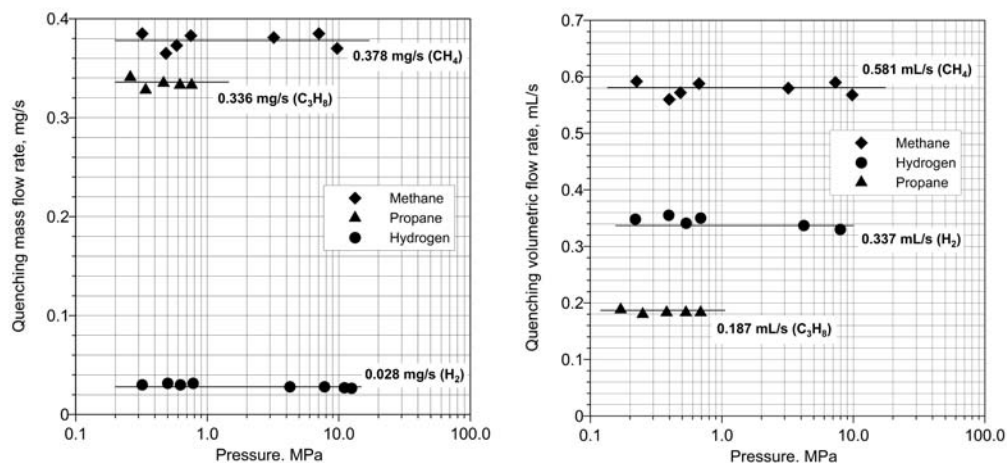 0.4
0.3
0.2
0.1
0
0.1
1.0
10.0
100.0
Quenching mass flow rate, mg/s
Pressure. MPa
0.378 mg/s (CH₄)
0.336 mg/s (C₃H₈)
Methane
Propane
Hydrogen
0.028 mg/s (H₂)
0.7
0.6
0.5
0.4
0.3
0.2
0.1
0
0.1
1.0
10.0
100.0
Quenching volumetric flow rate, mL/s
Pressure. MPa
0.581 mL/s (CH₄)
Methane
Hydrogen
Propane
0.337 mL/s (H₂)
0.187 mL/s (C₃H₈)